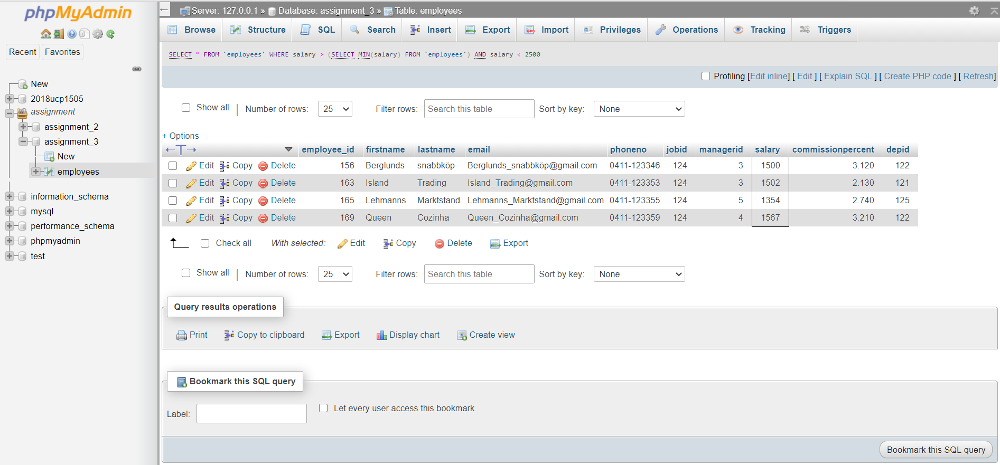 phpMyAdmin
Recent Favorites
New
2018ucp1505
assignment
assignment_2
assignment_3
New
employees
information_schema
mysql
performance_schema
phpmyadmin
test
Server: 127.0.0.1 » Database: assignment_3 » Table: employees
Browse Structure SQL Search Insert Export Import Privileges Operations Tracking Triggers
SELECT * FROM `employees` WHERE salary > (SELECT MIN(salary) FROM `employees`) AND salary < 2500
Profiling [Edit inline] [ Edit ] [ Explain SQL ] [ Create PHP code ] [ Refresh]
Show all | Number of rows: 25 Filter rows: Search this table Sort by key: None
+ Options
←T→ employee_id firstname lastname email phoneno jobid managerid salary commissionpercent depid
Edit Copy Delete 156 Berglunds snabbköp Berglunds_snabbköp@gmail.com 0411-123346 124 3 1500 3.120 122
Edit Copy Delete 163 Island Trading Island_Trading@gmail.com 0411-123353 124 3 1502 2.130 121
Edit Copy Delete 165 Lehmanns Marktstand Lehmanns_Marktstand@gmail.com 0411-123355 124 5 1354 2.740 125
Edit Copy Delete 169 Queen Cozinha Queen_Cozinha@gmail.com 0411-123359 124 4 1567 3.210 122
Check all With selected: Edit Copy Delete Export
Show all | Number of rows: 25 Filter rows: Search this table Sort by key: None
Query results operations
Print Copy to clipboard Export Display chart Create view
Bookmark this SQL query
Label: Let every user access this bookmark
Bookmark this SQL query